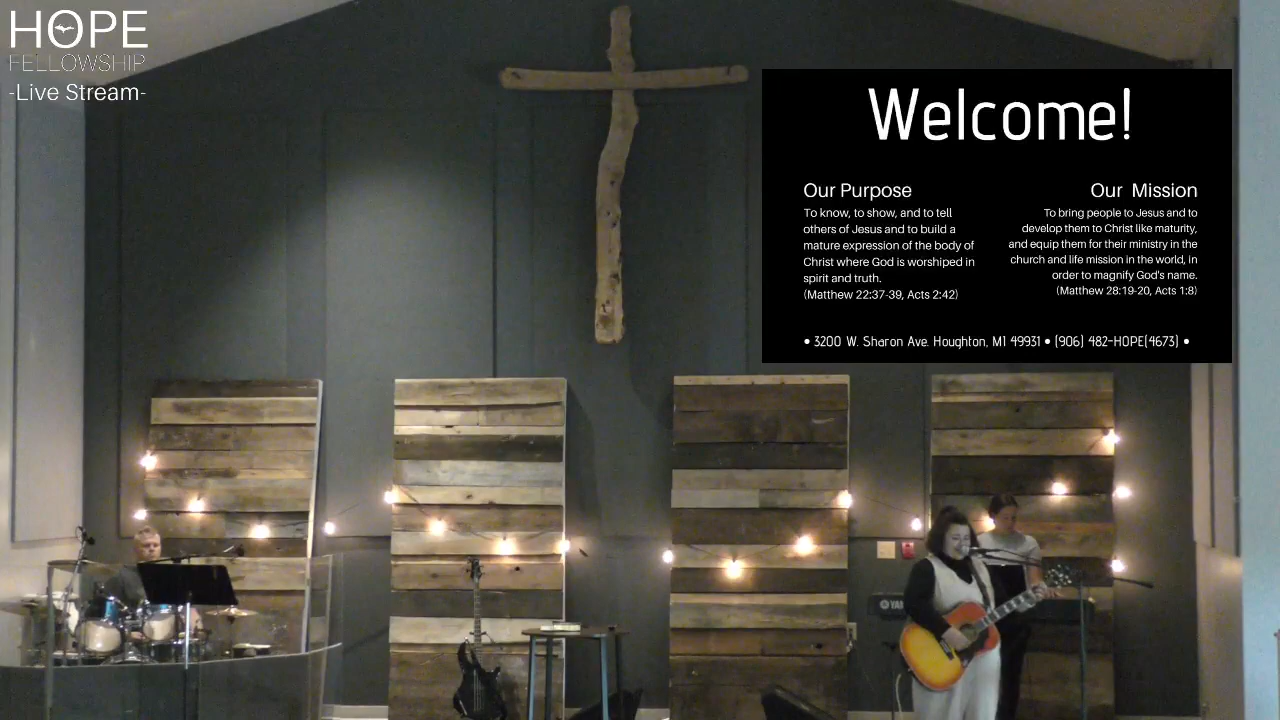 HOPE
FELLOWSHIP
-Live Stream-
Welcome!
Our Purpose
To know, to show, and to tell
others of Jesus and to build a
mature expression of the body of
Christ where God is worshiped in
spirit and truth.
(Matthew 22:37-39, Acts 2:42)
Our Mission
To bring people to Jesus and to
develop them to Christ like maturity,
and equip them for their ministry in the
church and life mission in the world, in
order to magnify God's name.
(Matthew 28:19-20, Acts 1:8)
• 3200 W. Sharon Ave. Houghton, MI 49931 • (906) 482-HOPE(4673) •
YAM